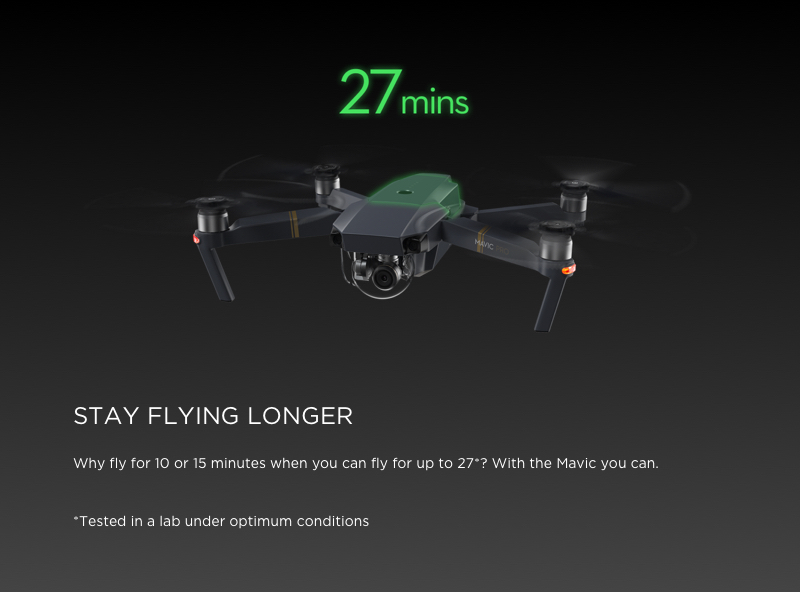 27mins
MAVIC
STAY FLYING LONGER
Why fly for 10 or 15 minutes when you can fly for up to 27*? With the Mavic you can.
*Tested in a lab under optimum conditions